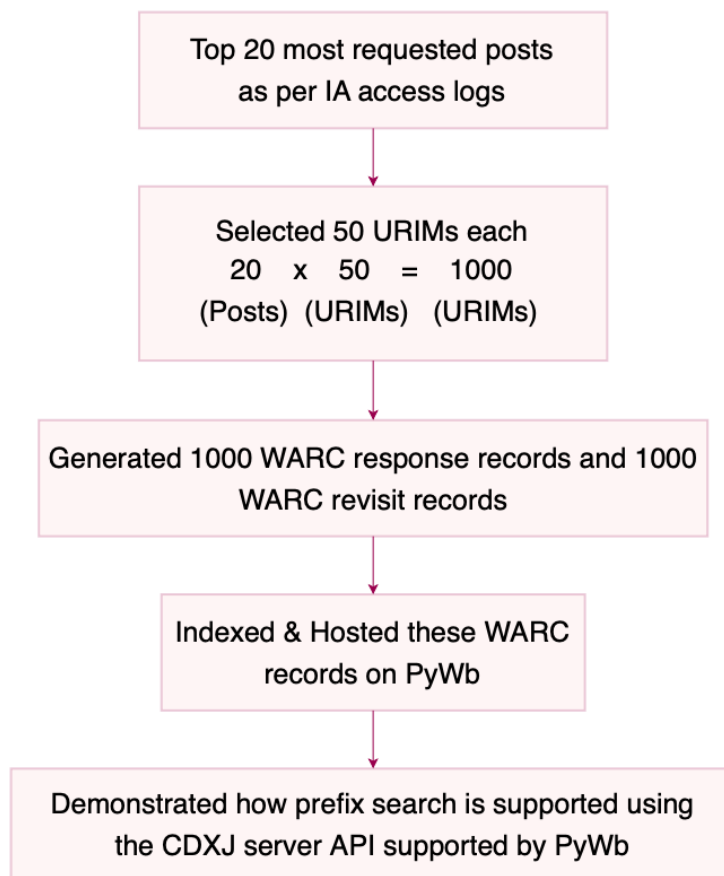 Top 20 most requested posts
as per IA access logs
Selected 50 URIMs each
20 x 50 = 1000
(Posts) (URIMs) (URIMs)
Generated 1000 WARC response records and 1000
WARC revisit records
Indexed & Hosted these WARC
records on PyWb
Demonstrated how prefix search is supported using
the CDXJ server API supported by PyWb